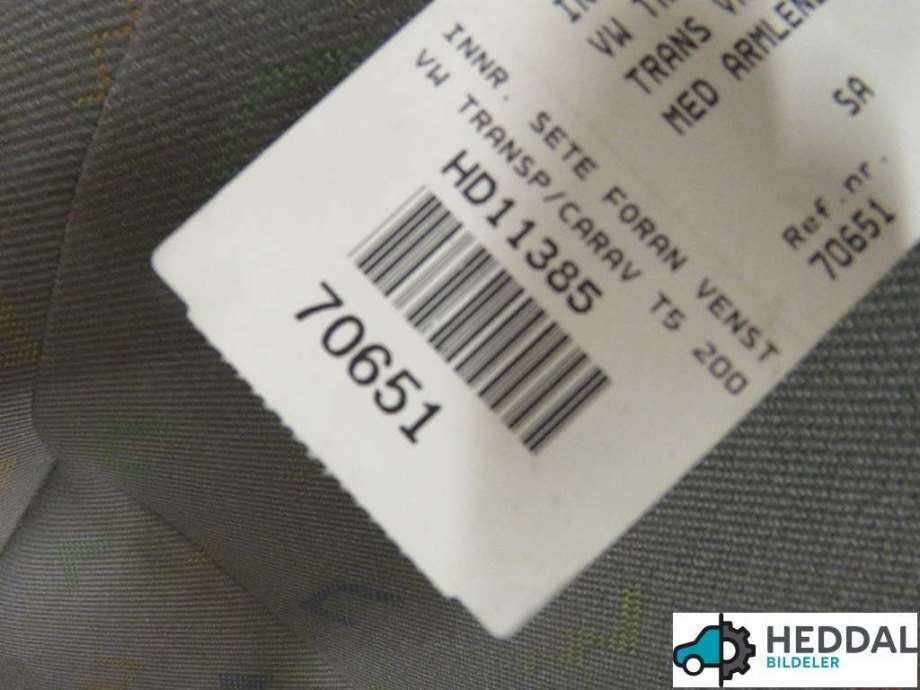 VW
TRANS
MED ARMLEN
SA
Ref.nr.
70651
INNR. SETE FORAN VENST
VW TRANSP/CARAV T5 200
HD11385
70651
HEDDAL
BILDELER